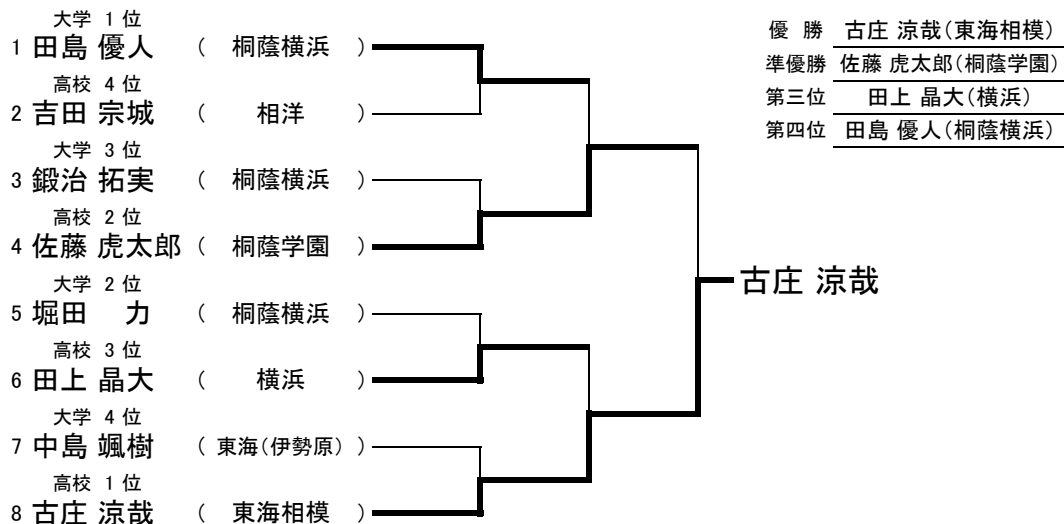 大学 1 位
1 田島 優人 ( 桐蔭横浜 )
高校 4 位
2 吉田 宗城 ( 相洋 )
大学 3 位
3 鍛治 拓実 ( 桐蔭横浜 )
高校 2 位
4 佐藤 虎太郎 ( 桐蔭学園 )
大学 2 位
5 堀田 力 ( 桐蔭横浜 )
高校 3 位
6 田上 晶大 ( 横浜 )
大学 4 位
7 中島 颯樹 ( 東海(伊勢原) )
高校 1 位
8 古庄 涼哉 ( 東海相模 )
古庄 涼哉
優 勝 古庄 涼哉(東海相模)
準優勝 佐藤 虎太郎(桐蔭学園)
第三位 田上 晶大(横浜)
第四位 田島 優人(桐蔭横浜)